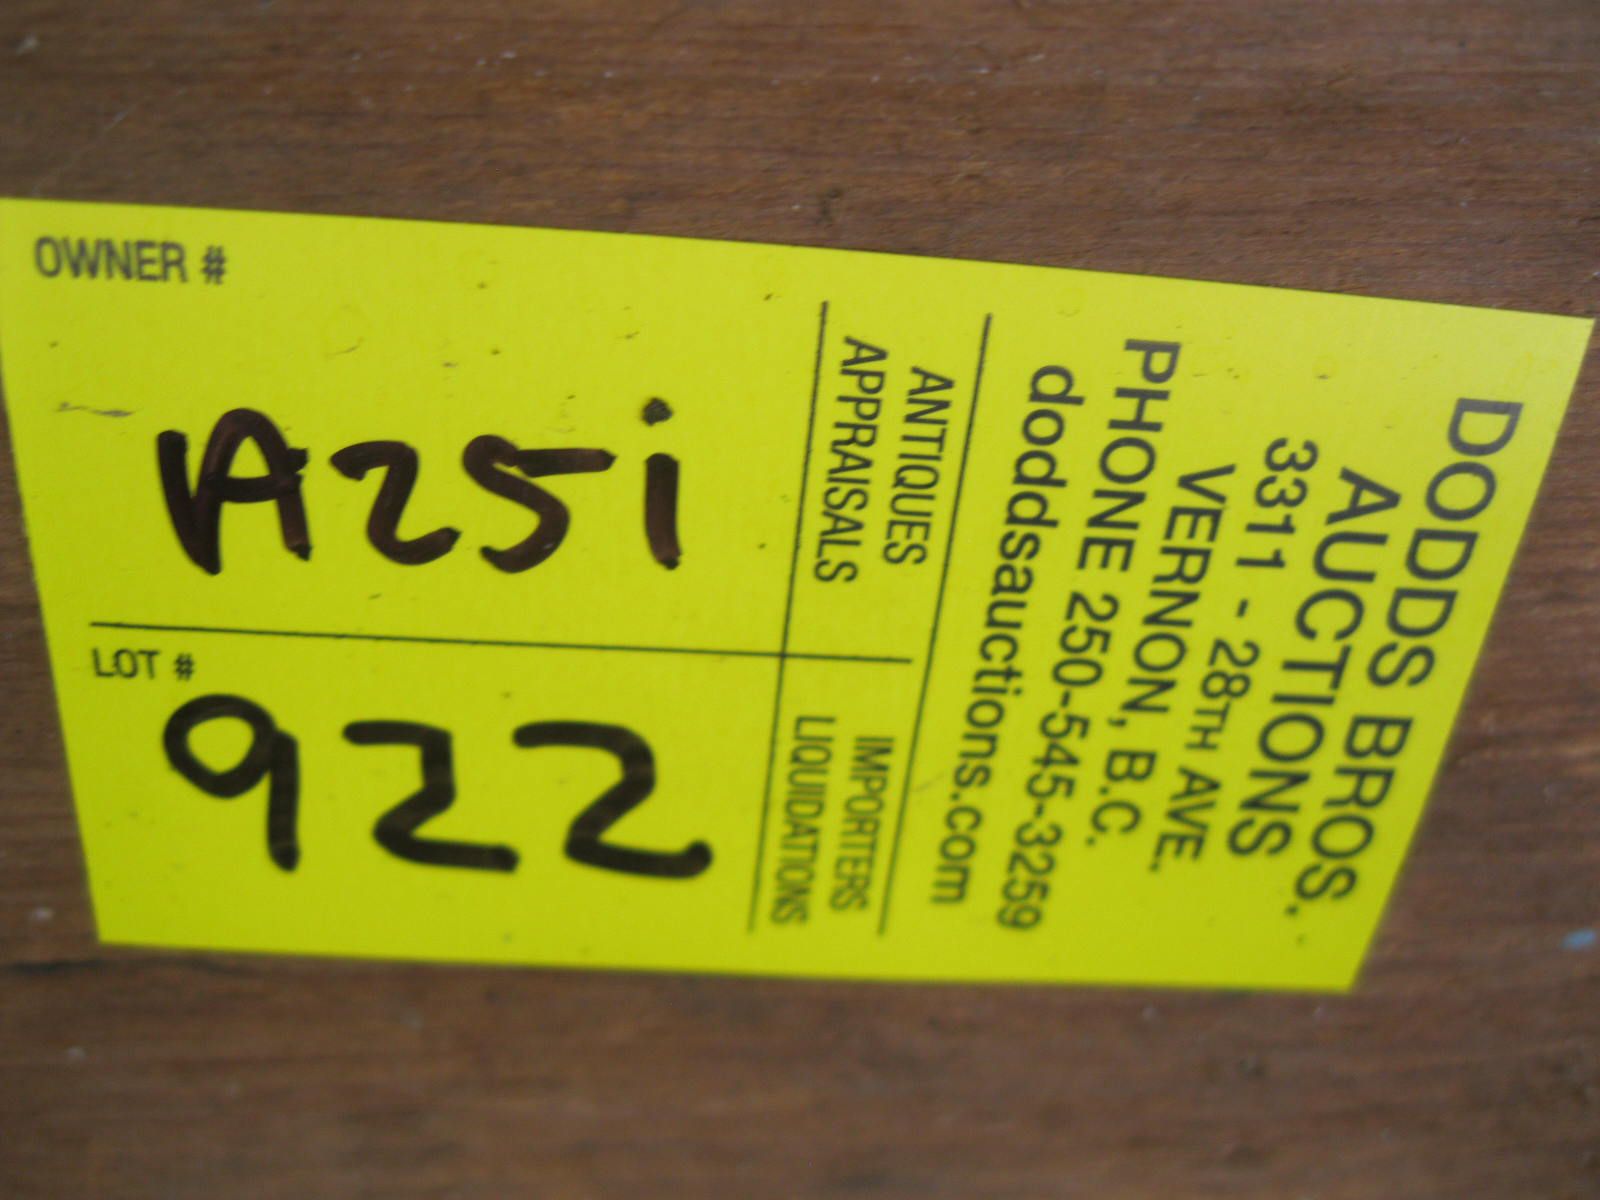 DODDS BROS.
AUCTIONS
3311 - 28TH AVE.
VERNON, B.C.
PHONE 250-545-3259
doddsauctions.com
ANTIQUES
APPRAISALS
IMPORTERS
LIQUIDATIONS
OWNER #
A25i
LOT #
922